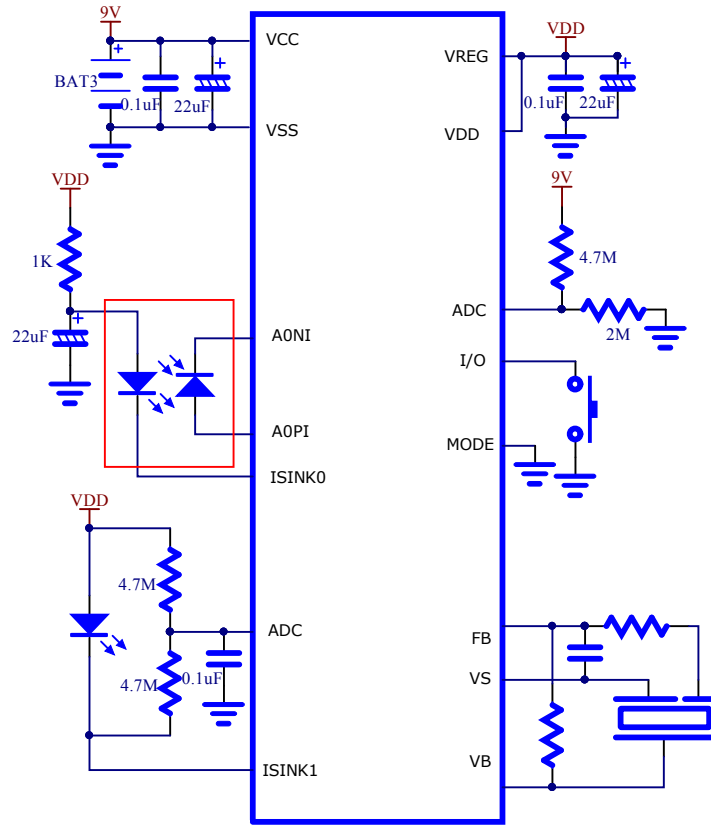 9V
BAT3
0.1uF
22uF
VCC
VSS
VDD
1K
22uF
A0NI
A0PI
ISINK0
VDD
4.7M
4.7M
0.1uF
ADC
ISINK1
VREG
VDD
VDD
0.1uF
22uF
9V
4.7M
2M
ADC
I/O
MODE
FB
VS
VB